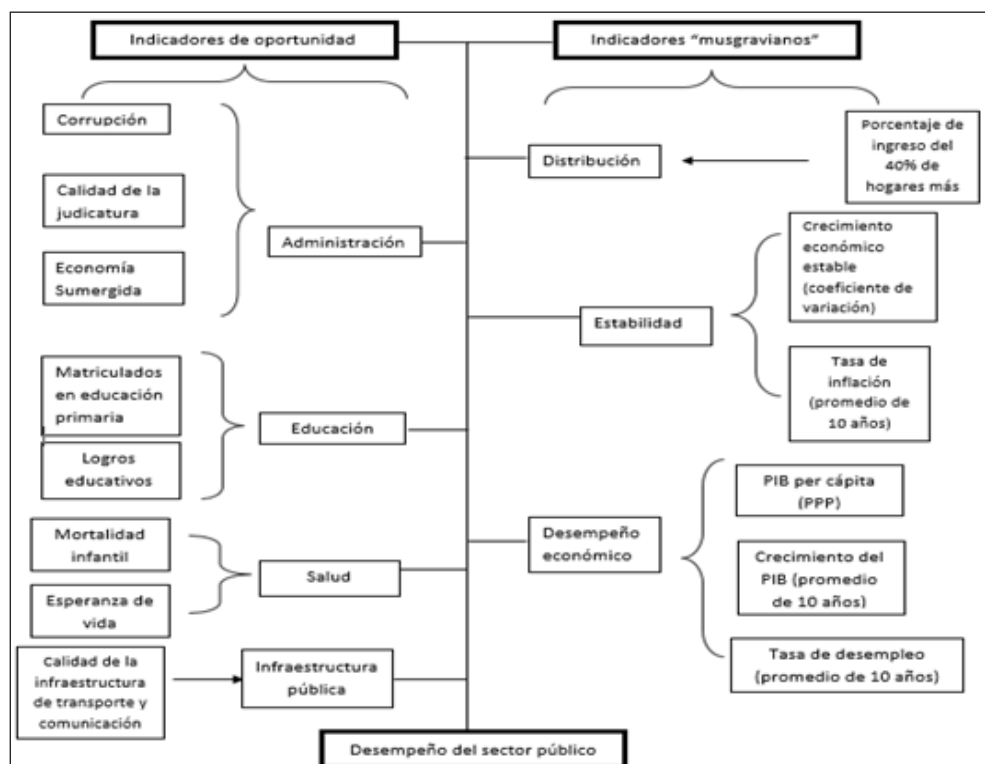 Indicadores de oportunidad
Indicadores “musgravianos”
Corrupción
Calidad de la
judicatura
Economía
Sumergida
Administración
Matriculados
en educación
primaria
Logros
educativos
Educación
Mortalidad
infantil
Esperanza de
vida
Salud
Calidad de la
infraestructura
de transporte y
comunicación
Infraestructura
pública
Distribución
Porcentaje de
ingreso del
40% de
hogares más
Estabilidad
Crecimiento
económico
estable
(coeficiente de
variación)
Tasa de
inflación
(promedio de
10 años)
Desempeño
económico
PIB per cápita
(PPP)
Crecimiento del
PIB (promedio
de 10 años)
Tasa de desempleo
(promedio de 10 años)
Desempeño del sector público